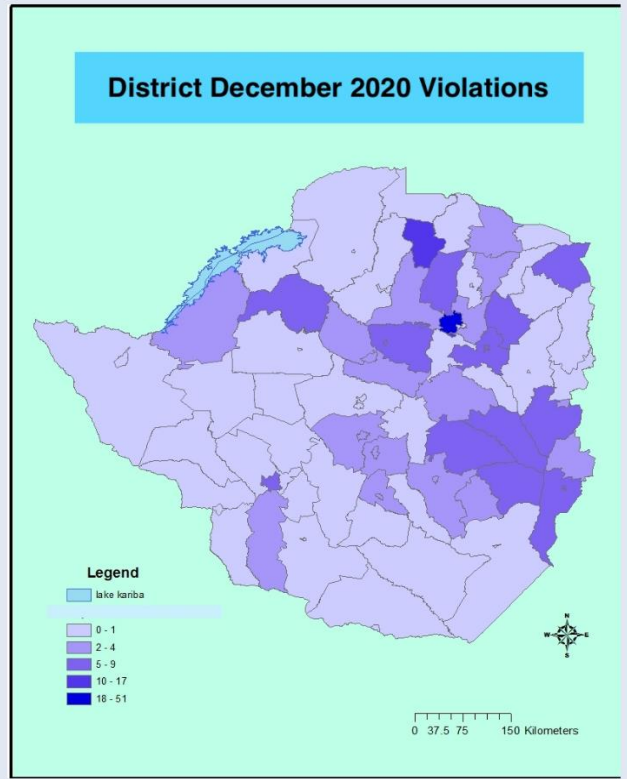 District December 2020 Violations
Legend
lake kariba
0 - 1
2 - 4
5 - 9
10 - 17
18 - 51
N
W E
S
0 37.5 75 150 Kilometers